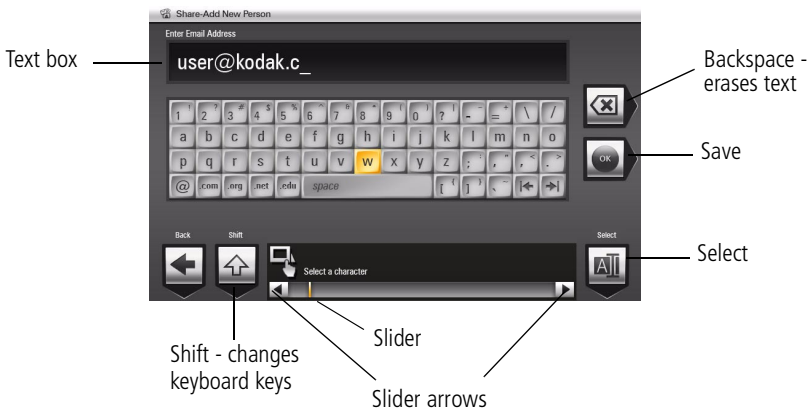 Share-Add New Person
Enter Email Address
Text box
user@kodak.c_
Backspace -
erases text
1 ! 2 ? 3 # 4 $ 5 % 6 ^ 7 & 8 * 9 ( 0 ) ? ! - _ = + \ /
a b c d e f g h i j k l m n o
p q r s t u v w x y z ; : , " , < . >
@ .com .org .net .edu space [ { ] } ` ~
OK
Save
Back Shift Select
Select a character
Select
Slider
Shift - changes
keyboard keys
Slider arrows